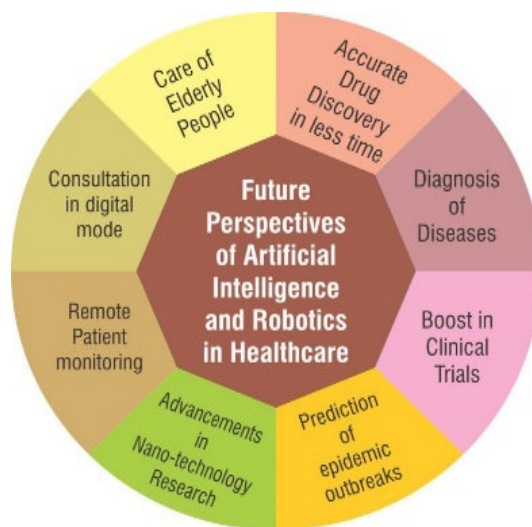 Future
Perspectives
of Artificial
Intelligence
and Robotics
in Healthcare
Accurate
Drug
Discovery
in less time
Diagnosis
of
Diseases
Boost in
Clinical
Trials
Prediction
of
epidemic
outbreaks
Advancements
in
Nano-technology
Research
Remote
Patient
monitoring
Consultation
in digital
mode
Care of
Elderly
People